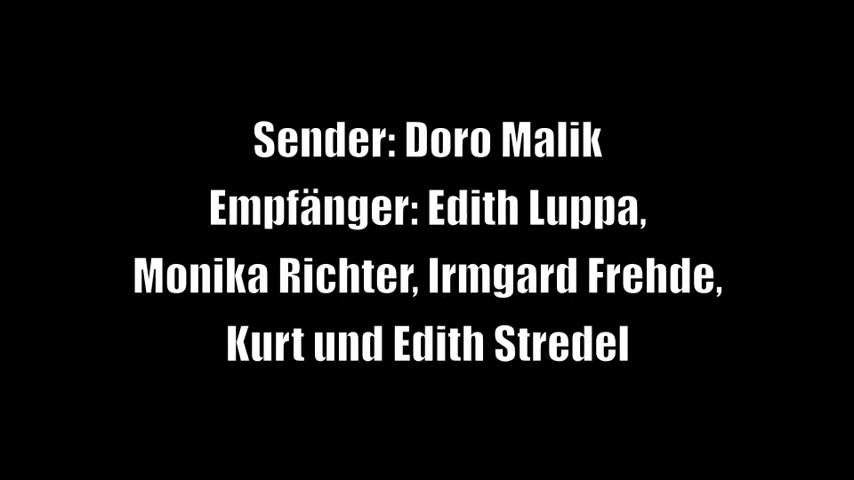 Sender: Doro Malik
Empfänger: Edith Luppa,
Monika Richter, Irmgard Frehde,
Kurt und Edith Stredel